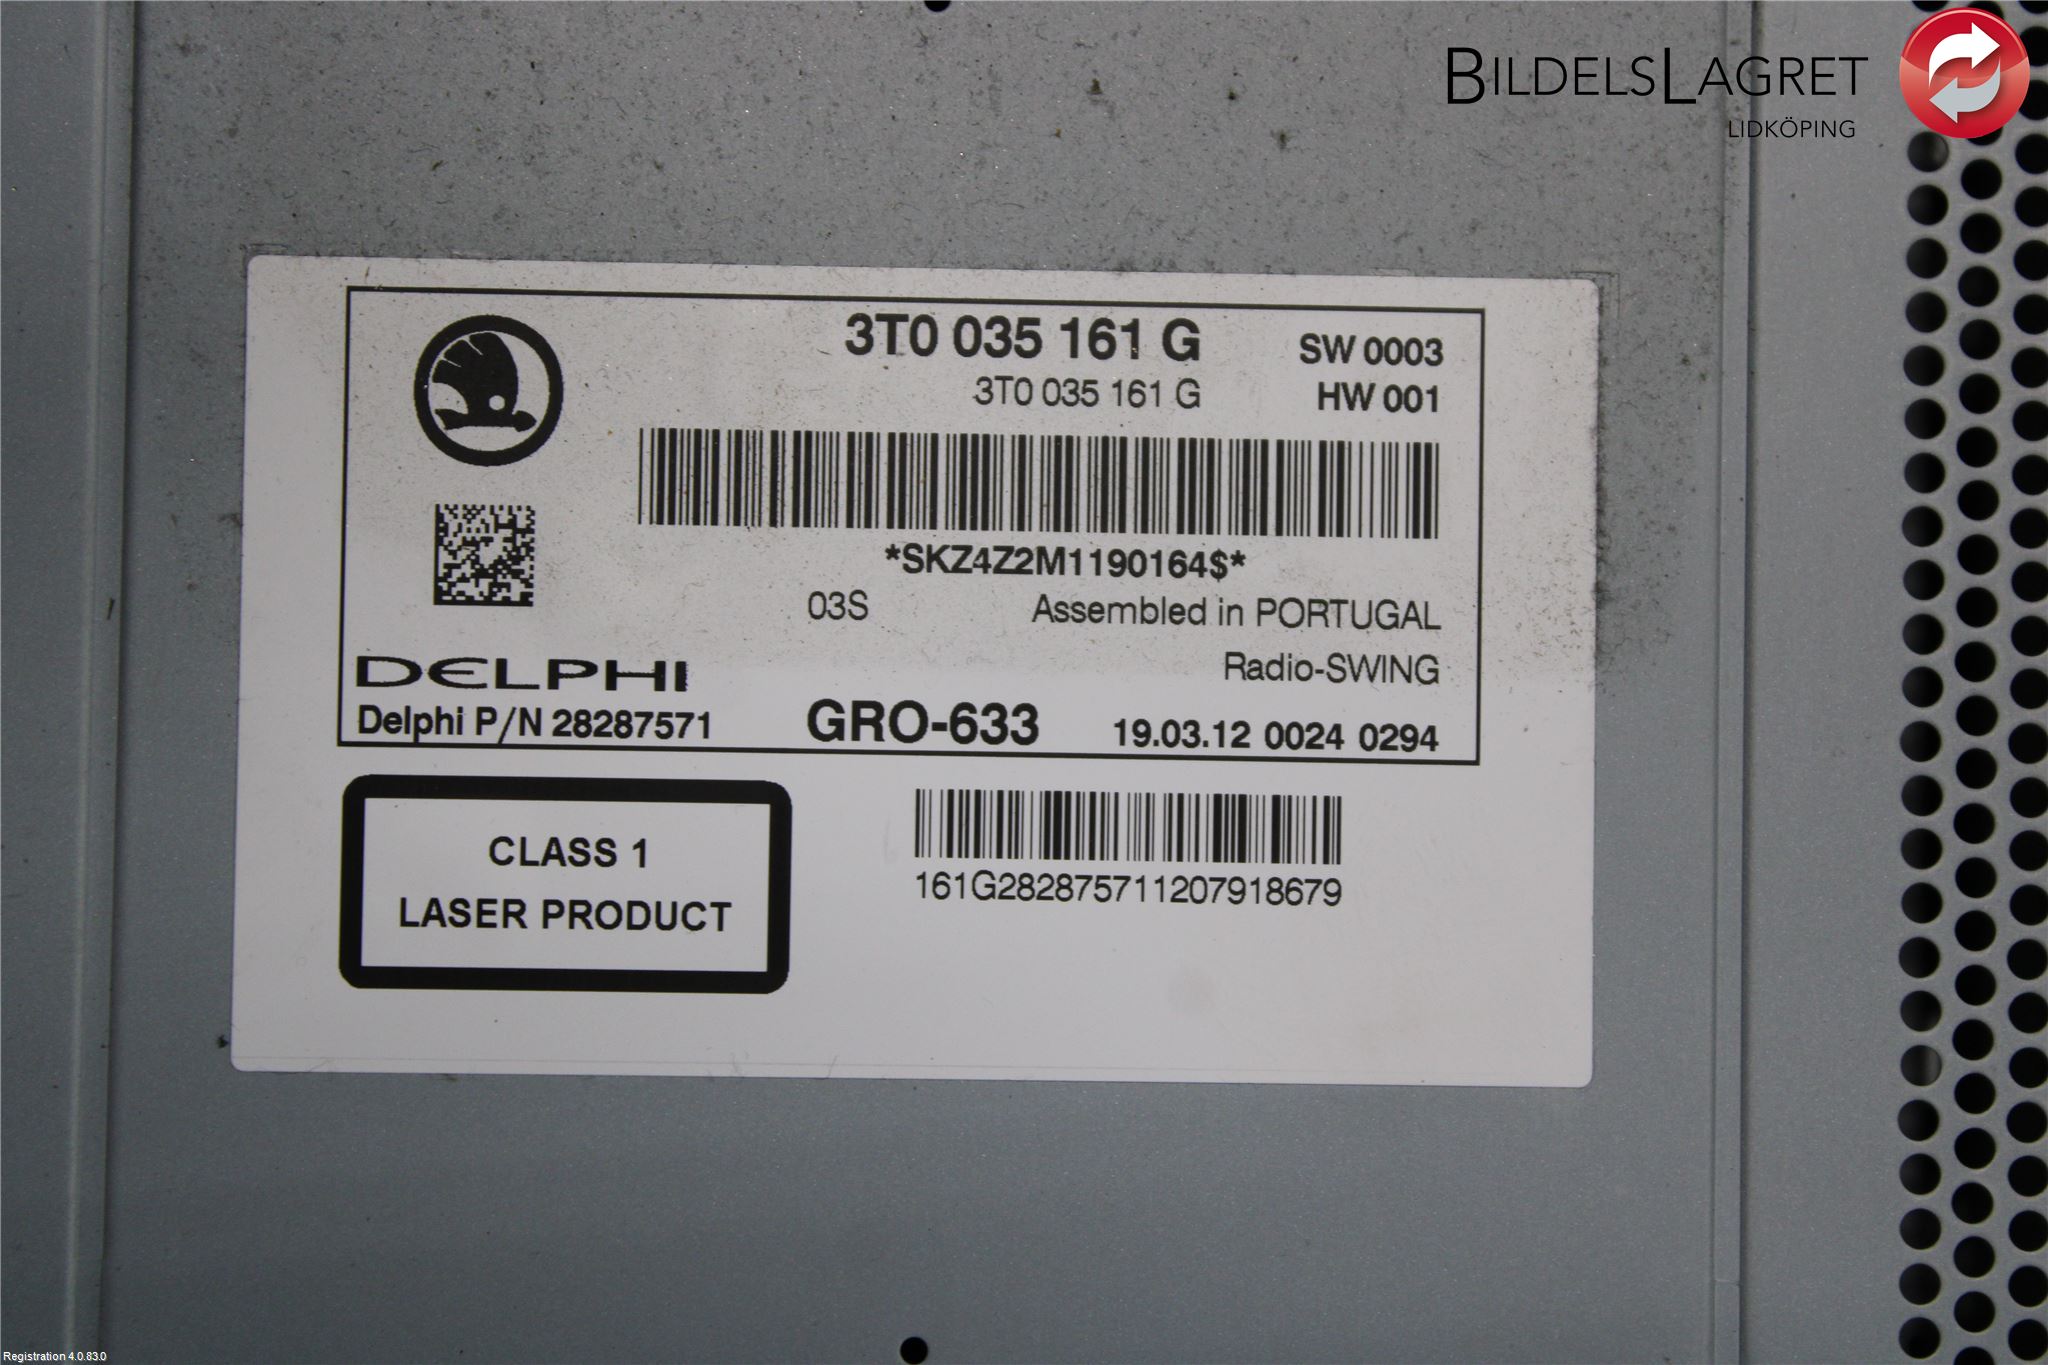 BILDELSLAGRET
LIDKÖPING
3T0 035 161 G
SW 0003
3T0 035 161 G
HW 001
*SKZ4Z2M1190164$*
03S
Assembled in PORTUGAL
DELPHI
Radio-SWING
Delphi P/N 28287571
GRO-633
19.03.12 0024 0294
CLASS 1
LASER PRODUCT
161G282875711207918679
Registration 4.0.83.0